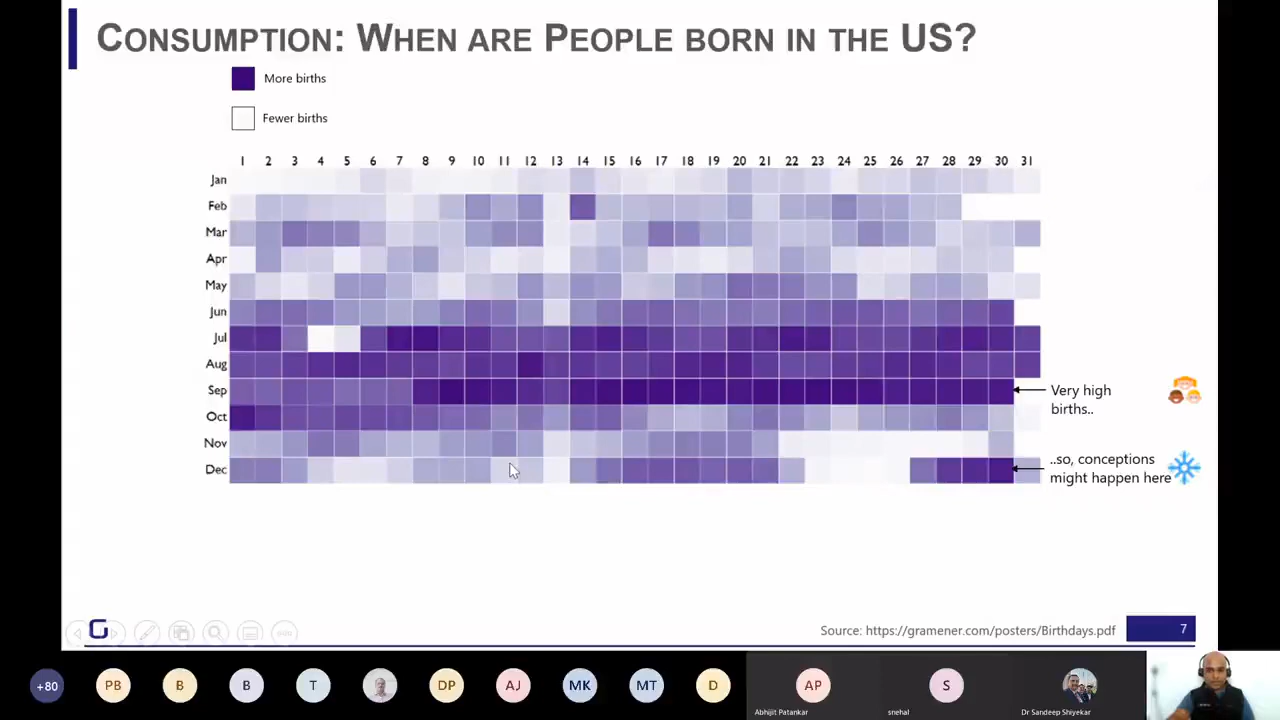 CONSUMPTION: WHEN ARE PEOPLE BORN IN THE US?
More births
Fewer births
1 2 3 4 5 6 7 8 9 10 11 12 13 14 15 16 17 18 19 20 21 22 23 24 25 26 27 28 29 30 31
Jan
Feb
Mar
Apr
May
Jun
Jul
Aug
Sep
Very high
births..
Oct
Nov
Dec
..so, conceptions
might happen here
G
Source: https://gramener.com/posters/Birthdays.pdf
7
+80 PB B B T DP AJ MK MT D AP S
Abhijit Patankar
snehal
Dr Sandeep Shiyekar